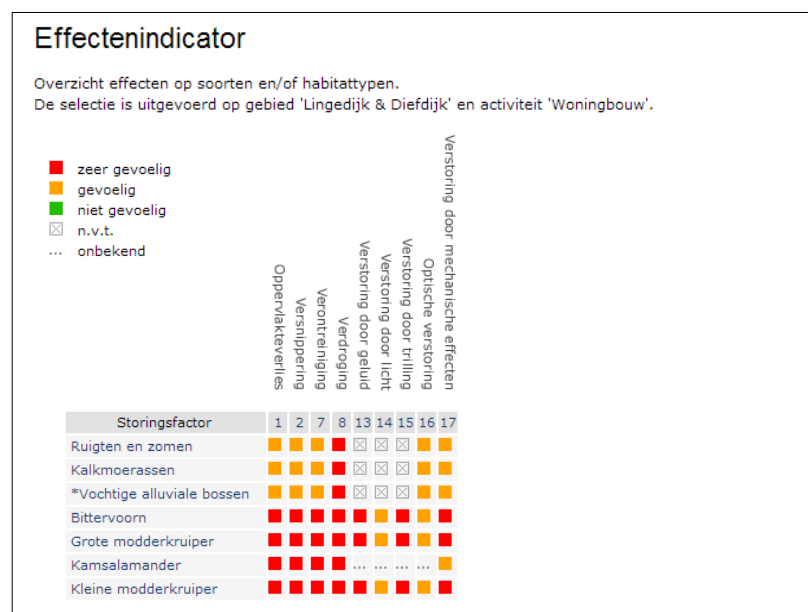 Effectenindicator
Overzicht effecten op soorten en/of habitattypen.
De selectie is uitgevoerd op gebied 'Lingedijk & Diefdijk' en activiteit 'Woningbouw'.
zeer gevoelig
gevoelig
niet gevoelig
n.v.t.
... onbekend
Oppervlakteverlies
Versnippering
Verontreiniging
Verdroging
Verstoring door geluid
Verstoring door licht
Verstoring door trilling
Optische verstoring
Verstoring door mechanische effecten
Storingsfactor 1 2 7 8 13 14 15 16 17
Ruigten en zomen
Kalkmoerassen
*Vochtige alluviale bossen
Bittervoorn
Grote modderkruiper
Kamsalamander ... ... ... ...
Kleine modderkruiper